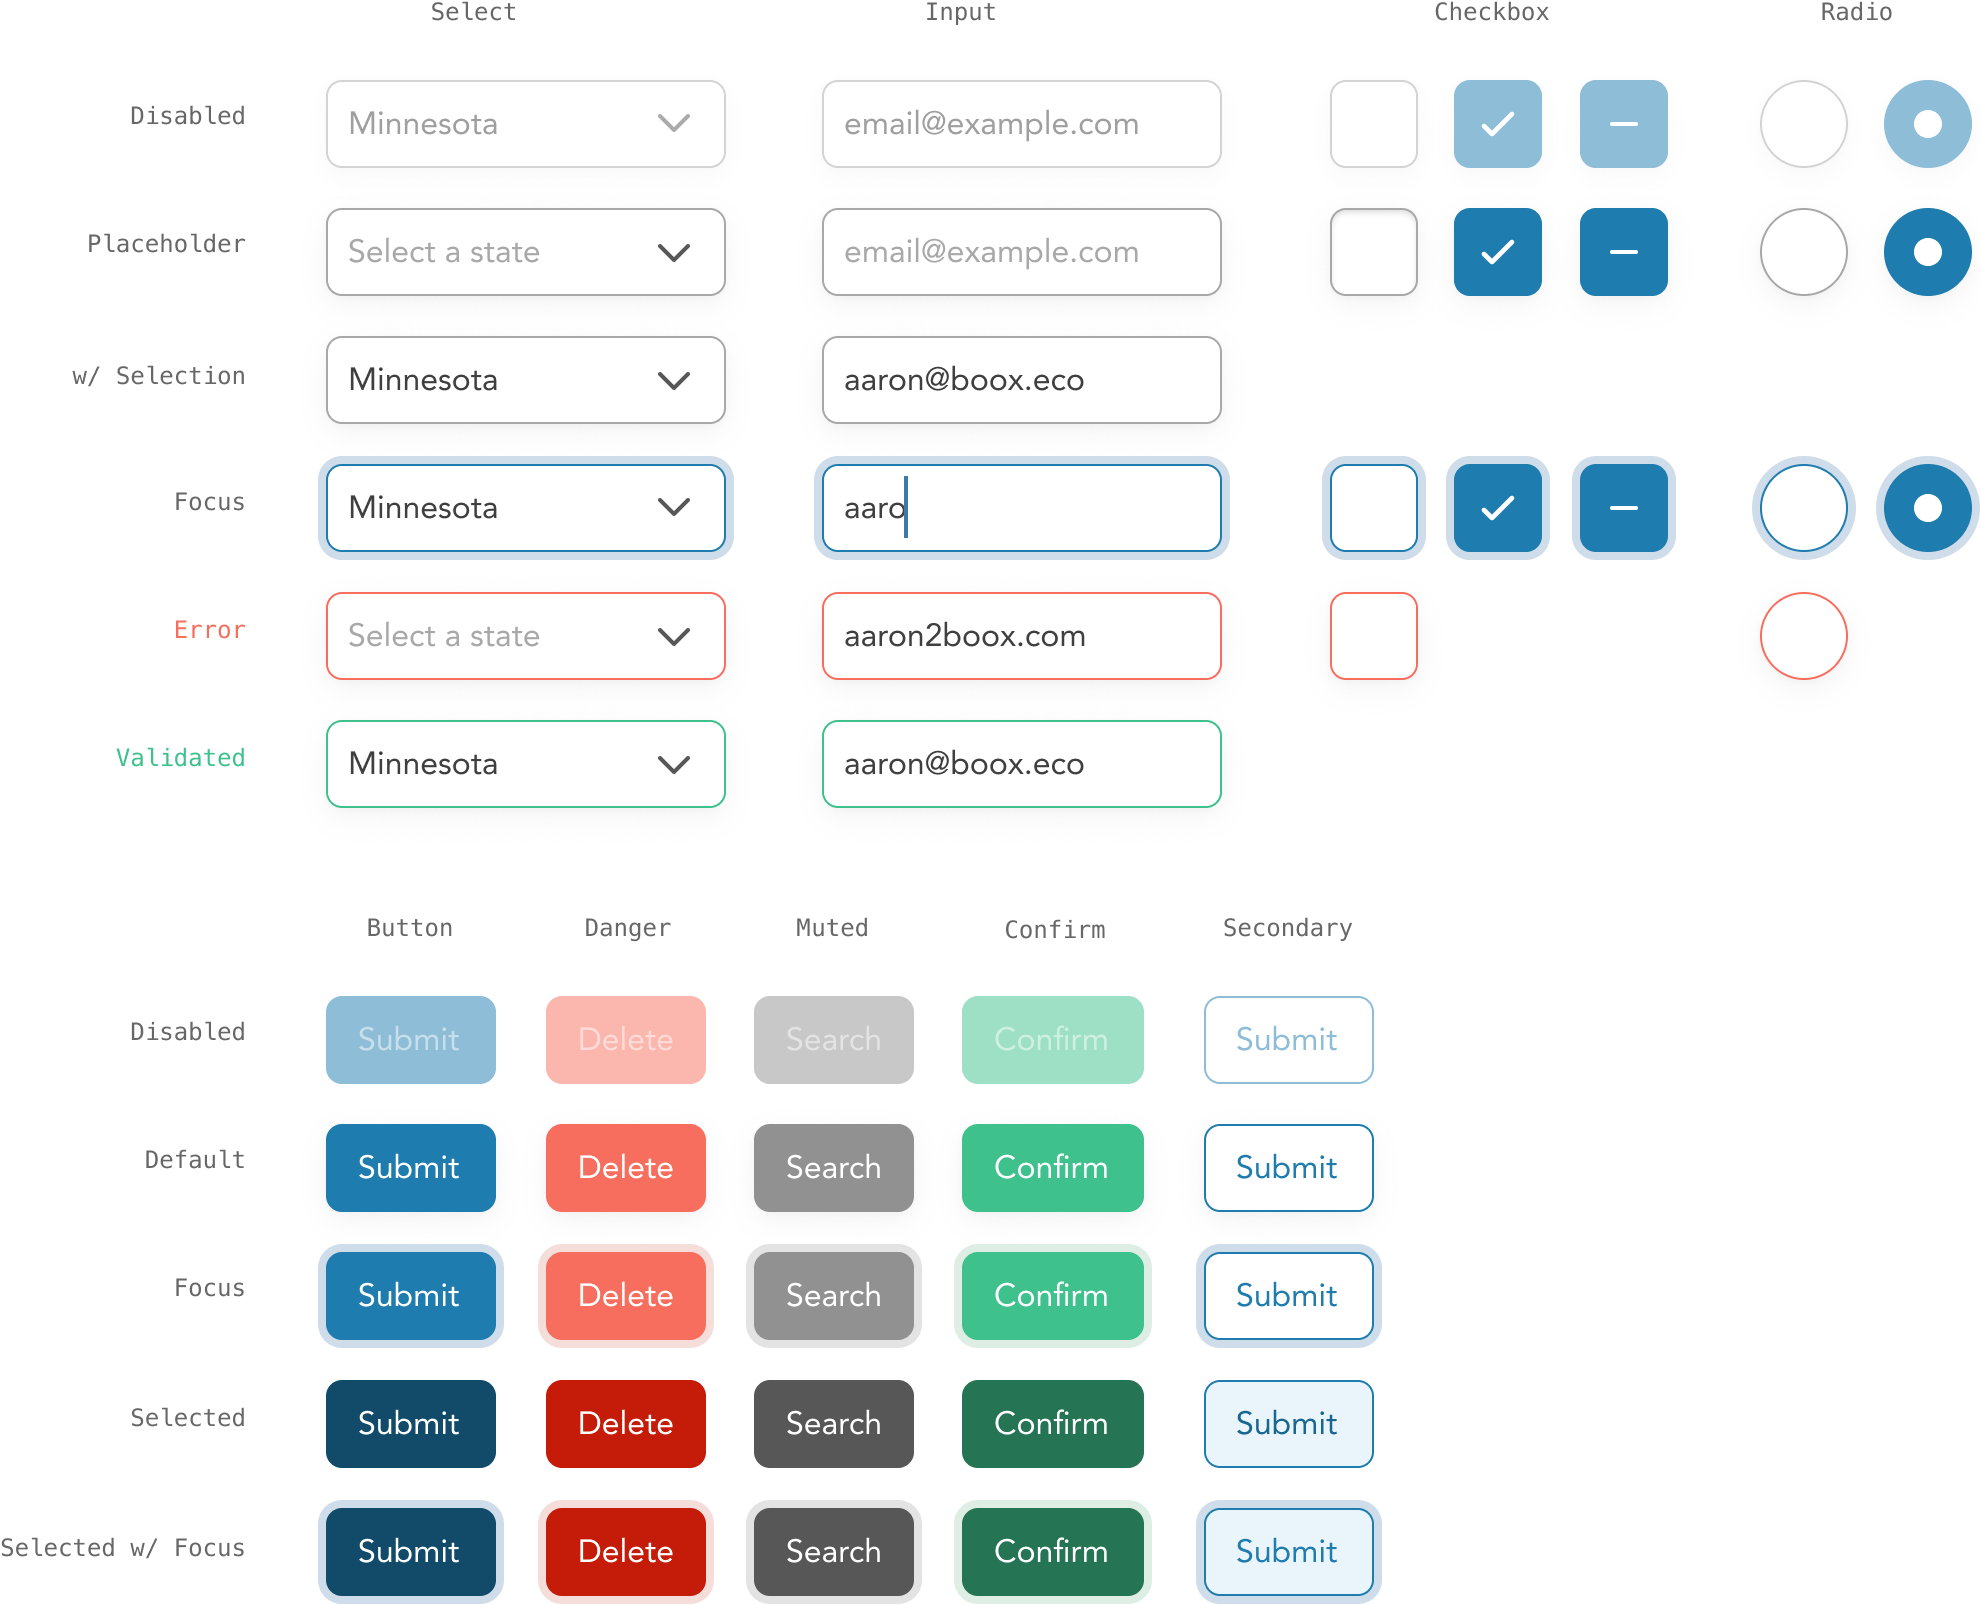 Select Input Checkbox Radio
Disabled Minnesota email@example.com
Placeholder Select a state email@example.com
w/ Selection Minnesota aaron@boox.eco
Focus Minnesota aaro
Error Select a state aaron2boox.com
Validated Minnesota aaron@boox.eco
Button Danger Muted Confirm Secondary
Disabled Submit Delete Search Confirm Submit
Default Submit Delete Search Confirm Submit
Focus Submit Delete Search Confirm Submit
Selected Submit Delete Search Confirm Submit
Selected w/ Focus Submit Delete Search Confirm Submit